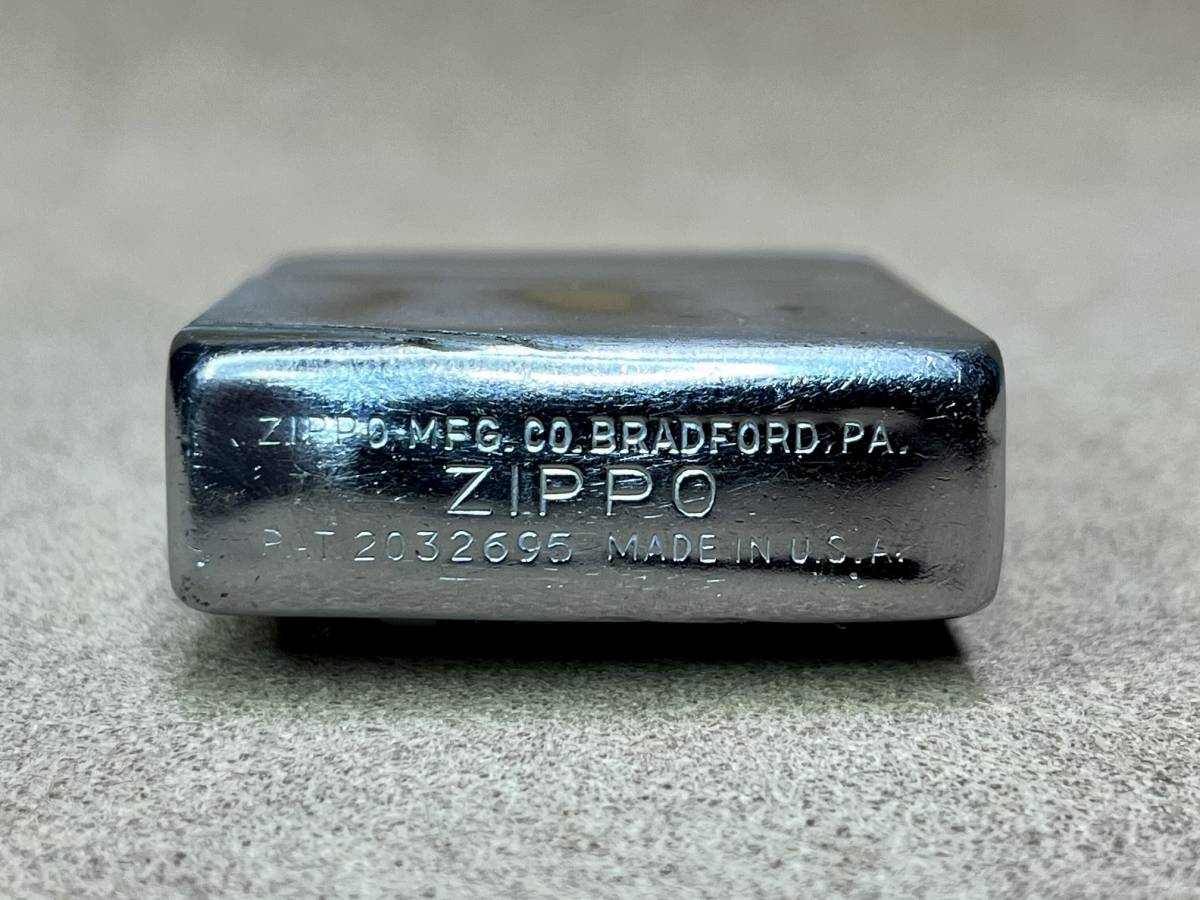 ZIPPO MFG. CO. BRADFORD, PA.
ZIPPO
PAT. 2032695 MADE IN U.S.A.